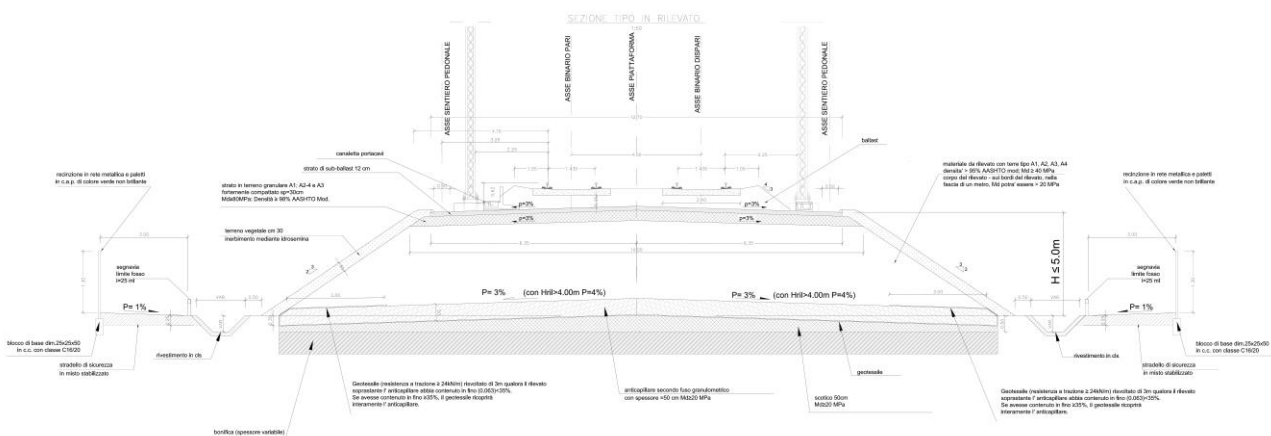 SEZIONE TIPO IN RILEVATO
ASSE SENTIERO PEDONALE
ASSE BINARIO PARI
ASSE PIATTAFORMA
ASSE BINARIO DISPARI
ASSE SENTIERO PEDONALE
canaletta portacavi
strato di sub-ballast 12 cm
strato in terreno granulare A1; A2-4 a A3
fortemente compattato sp=30cm
Md≥80MPa; Densità ≥ 98% AASHTO Mod.
terreno vegetale cm 30
inerbimento mediante idrosemina
ballast
materiale da rilevato con terre tipo A1, A2, A3, A4
densita' > 95% AASHTO mod; Md ≥ 40 MPa
corpo del rilevato - sui bordi del rilevato, nella
fascia di un metro, Md potra' essere > 20 MPa
recinzione in rete metallica e paletti
in c.a.p. di colore verde non brillante
recinzione in rete metallica e paletti
in c.a.p. di colore verde non brillante
p=3%
p=3%
p=3%
p=3%
H ≤ 5.0m
segnavia
limite fosso
i=25 ml
segnavia
limite fosso
i=25 ml
P= 1%
P= 3% (con Hril>4.00m P=4%)
P= 3% (con Hril>4.00m P=4%)
P= 1%
VAR
0.50
0.50
VAR
blocco di base dim.25x25x50
in c.c. con classe C16/20
stradello di sicurezza
in misto stabilizzato
rivestimento in cls
Geotessile (resistenza a trazione ≥ 24kN/m) risvoltato di 3m qualora il rilevato
soprastante l' anticapillare abbia contenuto in fino (0.063)<35%.
Se avesse contenuto in fino ≥35%, il geotessile ricoprirà
interamente l' anticapillare.
bonifica (spessore variabile)
anticapillare secondo fuso granulometico
con spessore =50 cm Md≥20 MPa
scotico 50cm
Md≥20 MPa
geotessile
Geotessile (resistenza a trazione ≥ 24kN/m) risvoltato di 3m qualora il rilevato
soprastante l' anticapillare abbia contenuto in fino (0.063)<35%.
Se avesse contenuto in fino ≥35%, il geotessile ricoprirà
interamente l' anticapillare.
rivestimento in cls
stradello di sicurezza
in misto stabilizzato
blocco di base dim.25x25x50
in c.c. con classe C16/20